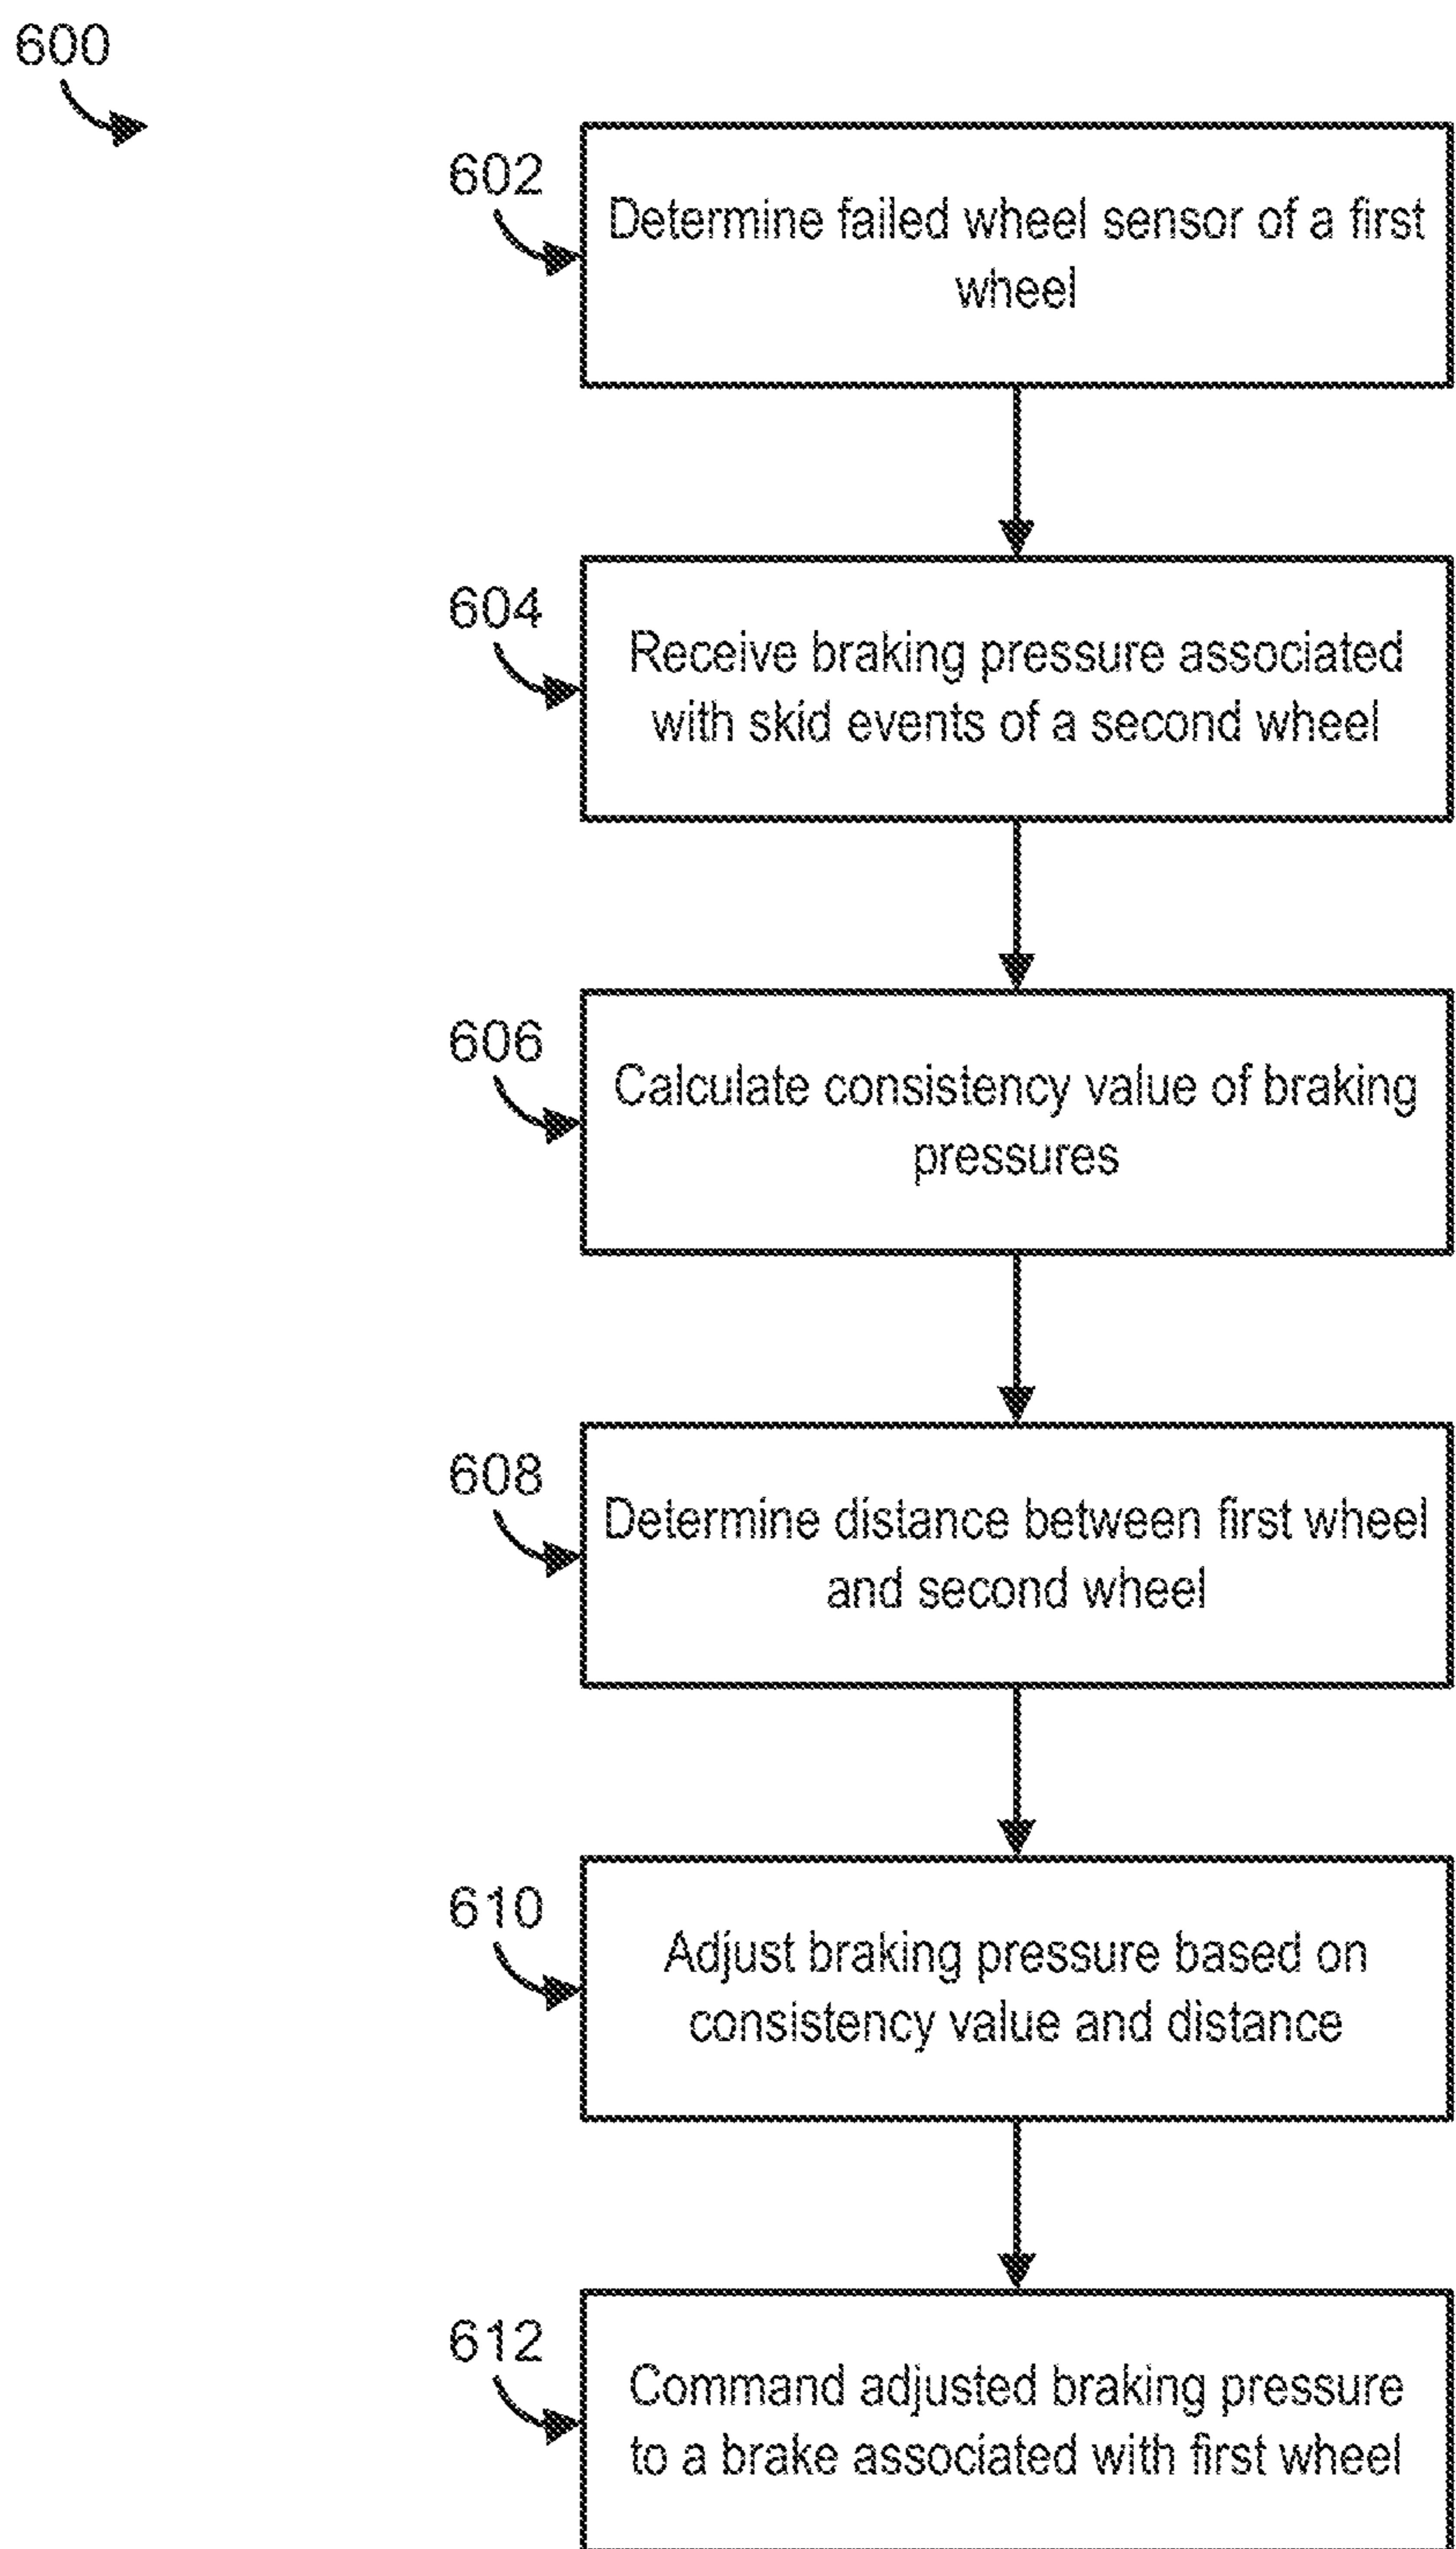 600
602
Determine failed wheel sensor of a first
wheel
604
Receive braking pressure associated
with skid events of a second wheel
606
Calculate consistency value of braking
pressures
608
Determine distance between first wheel
and second wheel
610
Adjust braking pressure based on
consistency value and distance
612
Command adjusted braking pressure
to a brake associated with first wheel